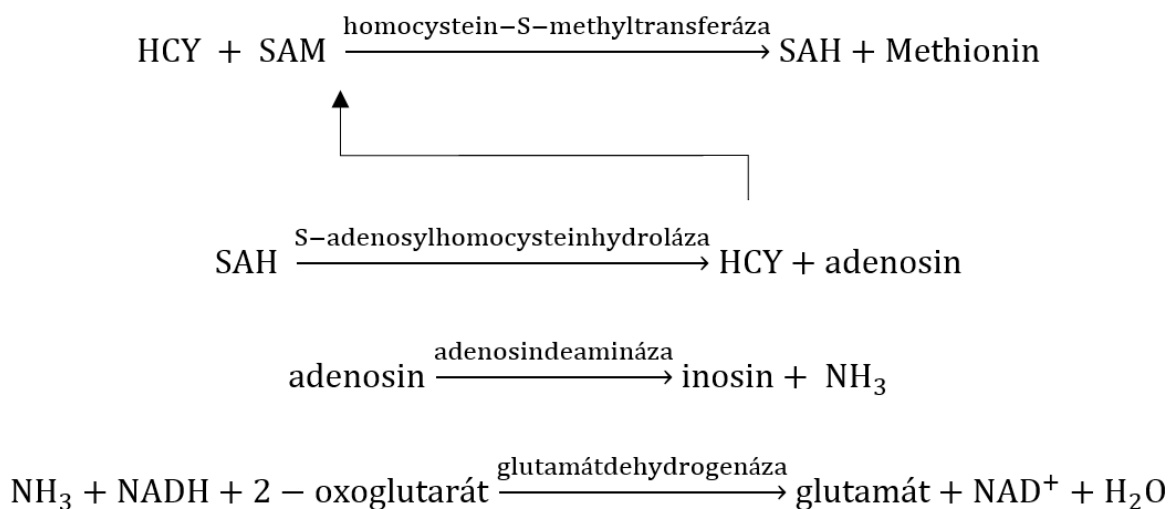 homocystein−S−methyltransferáza
HCY + SAM ⟶ SAH + Methionin
S−adenosylhomocysteinhydroláza
SAH ⟶ HCY + adenosin
adenosindeamináza
adenosin ⟶ inosin + NH₃
glutamátdehydrogenáza
NH₃ + NADH + 2 − oxoglutarát ⟶ glutamát + NAD⁺ + H₂O